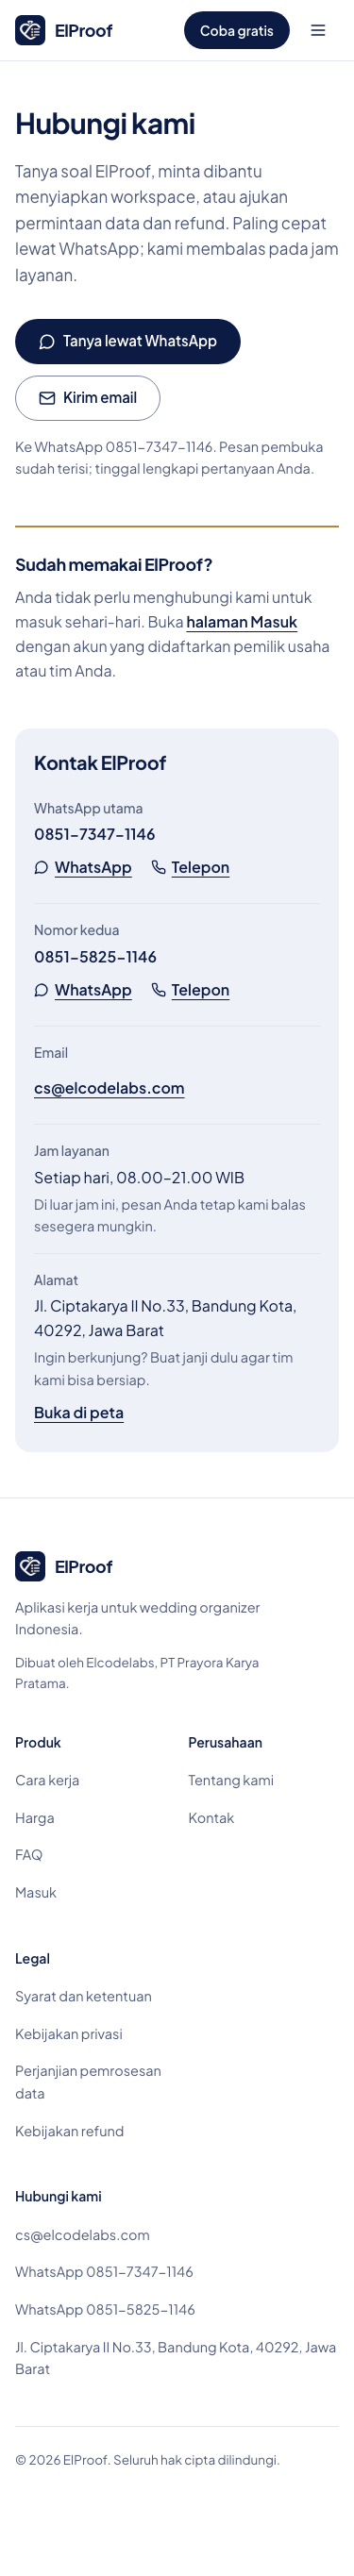 ElProof
Coba gratis
Hubungi kami
Tanya soal ElProof, minta dibantu
menyiapkan workspace, atau ajukan
permintaan data dan refund. Paling cepat
lewat WhatsApp; kami membalas pada jam
layanan.
Tanya lewat WhatsApp
Kirim email
Ke WhatsApp 0851-7347-1146. Pesan pembuka
sudah terisi; tinggal lengkapi pertanyaan Anda.
Sudah memakai ElProof?
Anda tidak perlu menghubungi kami untuk
masuk sehari-hari. Buka halaman Masuk
dengan akun yang didaftarkan pemilik usaha
atau tim Anda.
Kontak ElProof
WhatsApp utama
0851-7347-1146
WhatsApp Telepon
Nomor kedua
0851-5825-1146
WhatsApp Telepon
Email
cs@elcodelabs.com
Jam layanan
Setiap hari, 08.00-21.00 WIB
Di luar jam ini, pesan Anda tetap kami balas
sesegera mungkin.
Alamat
Jl. Ciptakarya II No.33, Bandung Kota,
40292, Jawa Barat
Ingin berkunjung? Buat janji dulu agar tim
kami bisa bersiap.
Buka di peta
ElProof
Aplikasi kerja untuk wedding organizer
Indonesia.
Dibuat oleh Elcodelabs, PT Prayora Karya
Pratama.
Produk
Cara kerja
Harga
FAQ
Masuk
Perusahaan
Tentang kami
Kontak
Legal
Syarat dan ketentuan
Kebijakan privasi
Perjanjian pemrosesan
data
Kebijakan refund
Hubungi kami
cs@elcodelabs.com
WhatsApp 0851-7347-1146
WhatsApp 0851-5825-1146
Jl. Ciptakarya II No.33, Bandung Kota, 40292, Jawa
Barat
© 2026 ElProof. Seluruh hak cipta dilindungi.